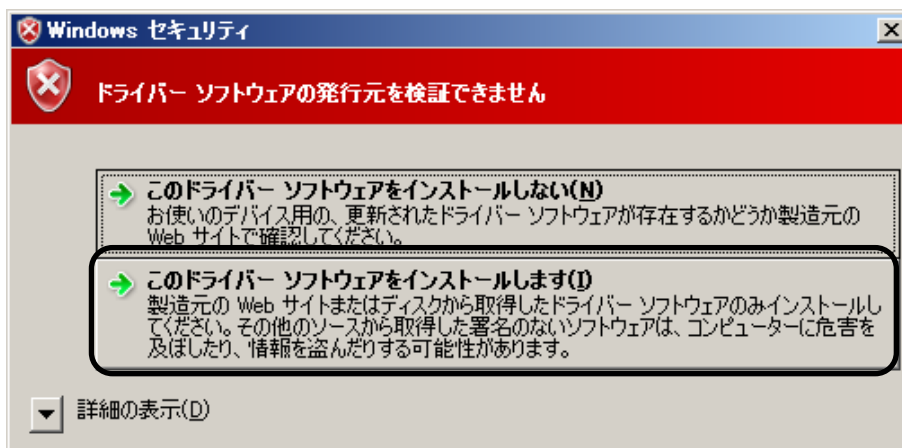 Windows セキュリティ
ドライバー ソフトウェアの発行元を検証できません
このドライバー ソフトウェアをインストールしない(N)
お使いのデバイス用の、更新されたドライバー ソフトウェアが存在するかどうか製造元の
Web サイトで確認してください。
このドライバー ソフトウェアをインストールします(I)
製造元の Web サイトまたはディスクから取得したドライバー ソフトウェアのみインストールし
てください。その他のソースから取得した署名のないソフトウェアは、コンピューターに危害を
及ぼしたり、情報を盗んだりする可能性があります。
詳細の表示(D)